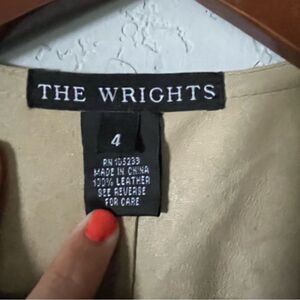 THE WRIGHTS
4
RN 105233
MADE IN CHINA
100% LEATHER
SEE REVERSE
FOR CARE